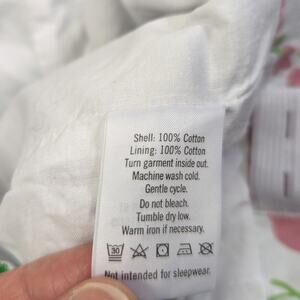 Shell: 100% Cotton
Lining: 100% Cotton
Turn garment inside out.
Machine wash cold.
Gentle cycle.
Do not bleach.
Tumble dry low.
Warm iron if necessary.
30
Not intended for sleepwear.